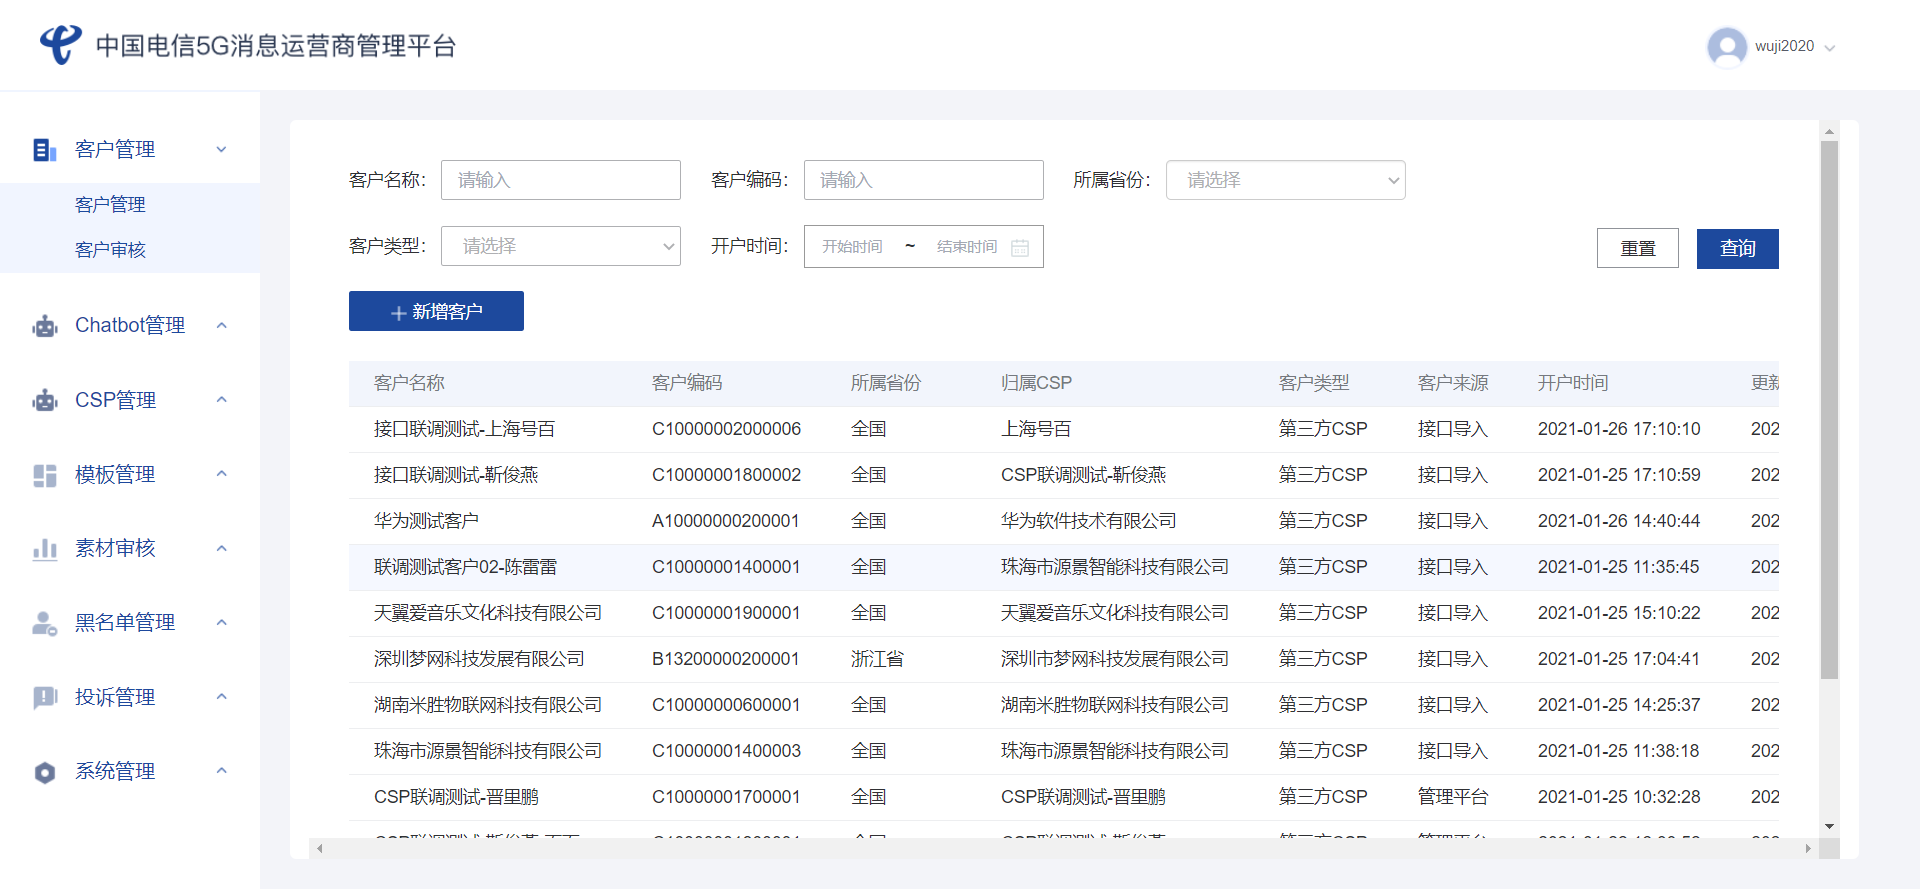 中国电信5G消息运营商管理平台
wuji2020
客户管理
客户管理
客户审核
Chatbot管理
CSP管理
模板管理
素材审核
黑名单管理
投诉管理
系统管理
客户名称： 请输入 客户编码： 请输入 所属省份： 请选择
客户类型： 请选择 开户时间： 开始时间 ~ 结束时间 重置 查询
新增客户
客户名称 客户编码 所属省份 归属CSP 客户类型 客户来源 开户时间 更新
接口联调测试-上海号百 C10000002000006 全国 上海号百 第三方CSP 接口导入 2021-01-26 17:10:10 202
接口联调测试-靳俊燕 C10000001800002 全国 CSP联调测试-靳俊燕 第三方CSP 接口导入 2021-01-25 17:10:59 202
华为测试客户 A10000000200001 全国 华为软件技术有限公司 第三方CSP 接口导入 2021-01-26 14:40:44 202
联调测试客户02-陈雷雷 C10000001400001 全国 珠海市源景智能科技有限公司 第三方CSP 接口导入 2021-01-25 11:35:45 202
天翼爱音乐文化科技有限公司 C10000001900001 全国 天翼爱音乐文化科技有限公司 第三方CSP 接口导入 2021-01-25 15:10:22 202
深圳梦网科技发展有限公司 B13200000200001 浙江省 深圳市梦网科技发展有限公司 第三方CSP 接口导入 2021-01-25 17:04:41 202
湖南米胜物联网科技有限公司 C10000000600001 全国 湖南米胜物联网科技有限公司 第三方CSP 接口导入 2021-01-25 14:25:37 202
珠海市源景智能科技有限公司 C10000001400003 全国 珠海市源景智能科技有限公司 第三方CSP 接口导入 2021-01-25 11:38:18 202
CSP联调测试-晋里鹏 C10000001700001 全国 CSP联调测试-晋里鹏 第三方CSP 管理平台 2021-01-25 10:32:28 202